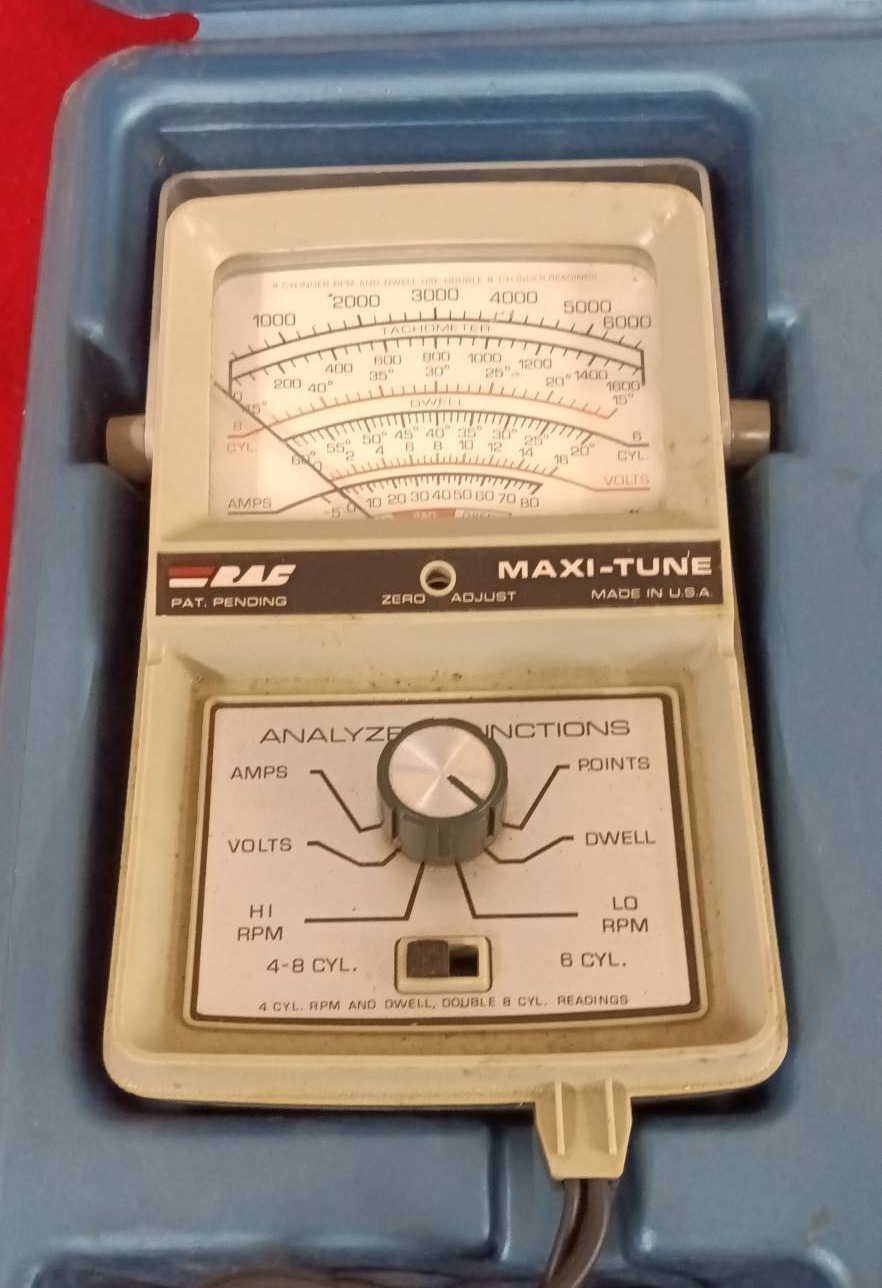 4 CYLINDER RPM AND DWELL USE DOUBLE 8 CYLINDER READINGS
1000 2000 3000 4000 5000 6000
TACHOMETER
0 200 400 600 800 1000 1200 1400 1600
45° 40° 35° 30° 25° 20° 15°
DWELL
8 CYL.
6 CYL.
60° 55° 50° 45° 40° 35° 30° 25° 20°
0 2 4 6 8 10 12 14 16
VOLTS
AMPS
-5 0 10 20 30 40 50 60 70 80
RAC
MAXI-TUNE
PAT. PENDING
ZERO ADJUST
MADE IN U.S.A.
ANALYZE NCTIONS
AMPS
POINTS
VOLTS
DWELL
HI RPM
LO RPM
4-8 CYL.
6 CYL.
4 CYL. RPM AND DWELL, DOUBLE 8 CYL. READINGS